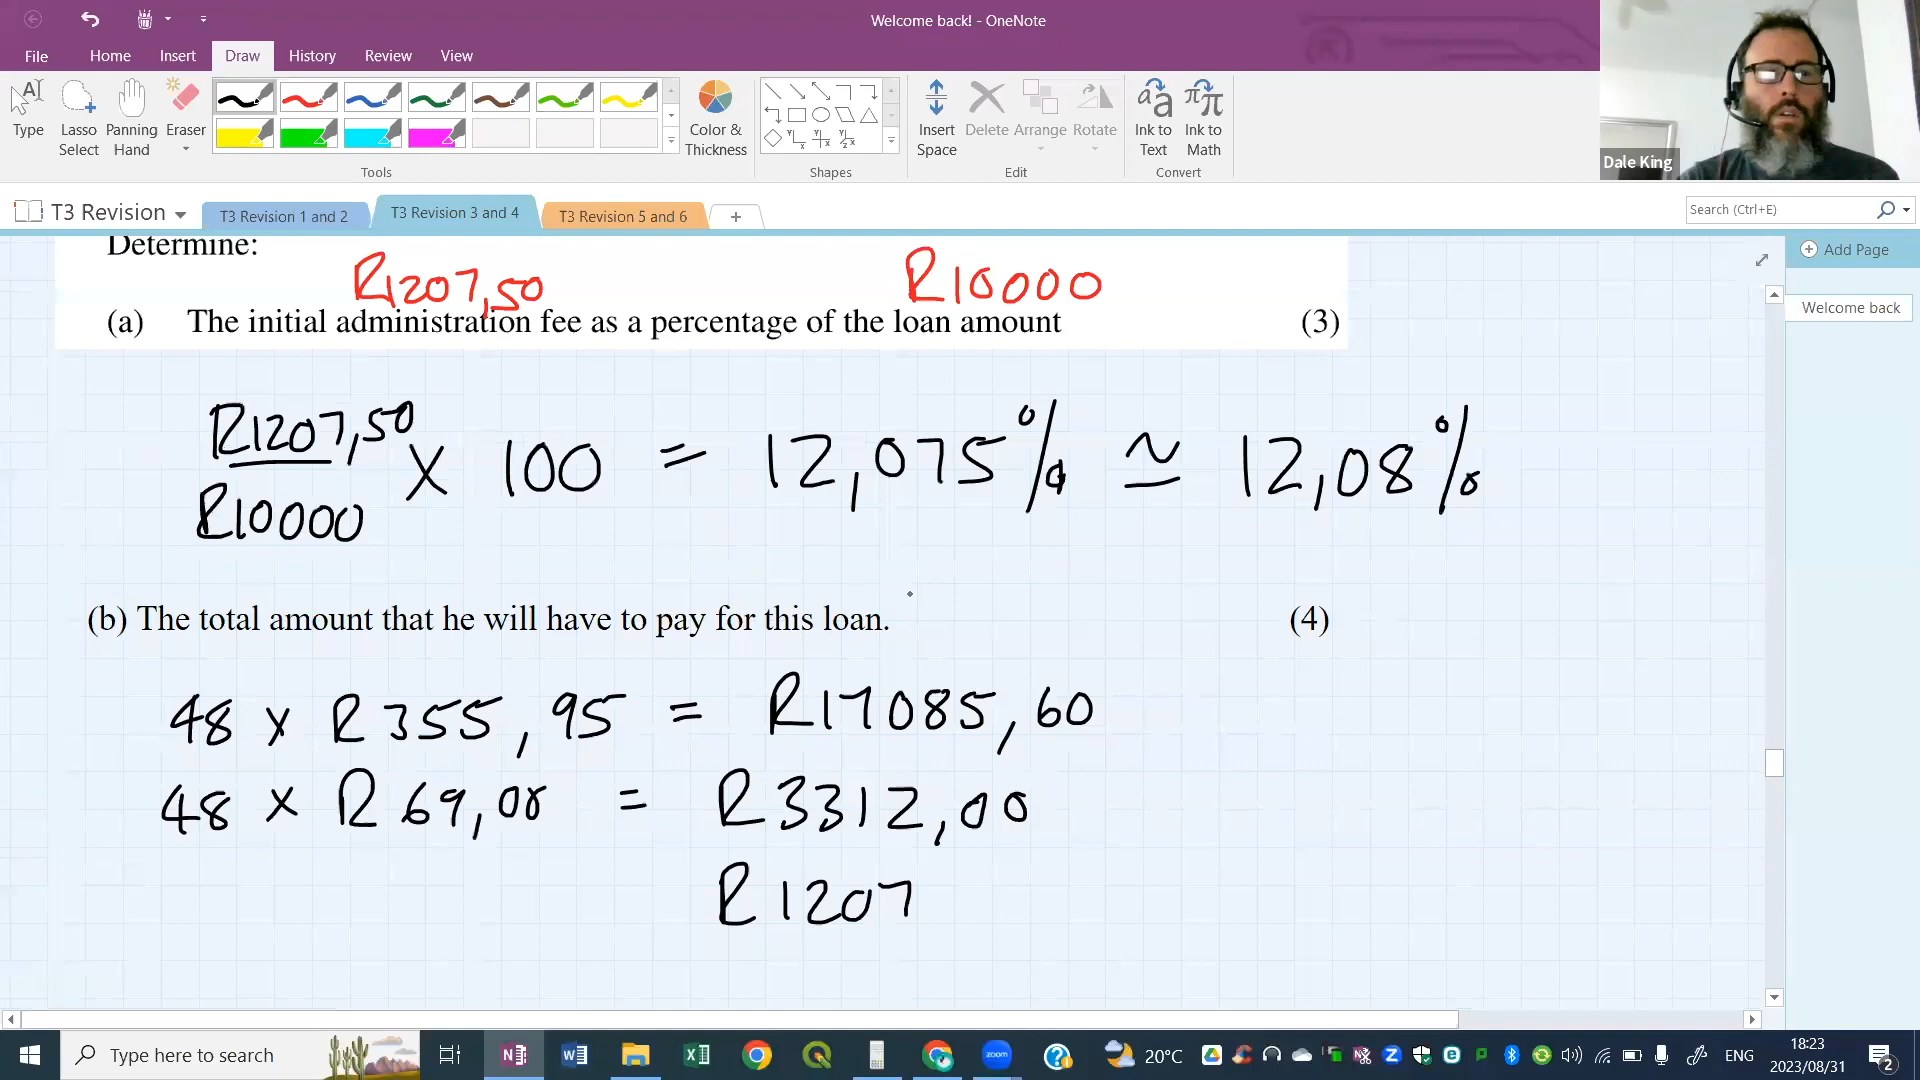 Welcome back! - OneNote
File Home Insert Draw History Review View
Type Lasso Select Panning Hand Eraser Color & Thickness Insert Space Delete Arrange Rotate Ink to Text Ink to Math
Tools Shapes Edit Convert
Dale King
T3 Revision T3 Revision 1 and 2 T3 Revision 3 and 4 T3 Revision 5 and 6 + Search (Ctrl+E)
Add Page
Welcome back
Determine:
R1207,50 R10000
(a) The initial administration fee as a percentage of the loan amount (3)
R1207,50
R10000
× 100 = 12,075% ≃ 12,08%
(b) The total amount that he will have to pay for this loan. (4)
48 × R355,95 = R17085,60
48 × R69,00 = R3312,00
R1207
Type here to search
zoom
20°C
ENG
18:23
2023/08/31
2